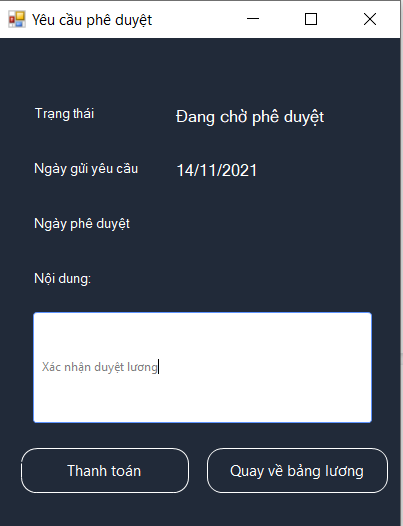 Yêu cầu phê duyệt
Trạng thái Đang chờ phê duyệt
Ngày gửi yêu cầu 14/11/2021
Ngày phê duyệt
Nội dung:
Xác nhận duyệt lương
Thanh toán Quay về bảng lương